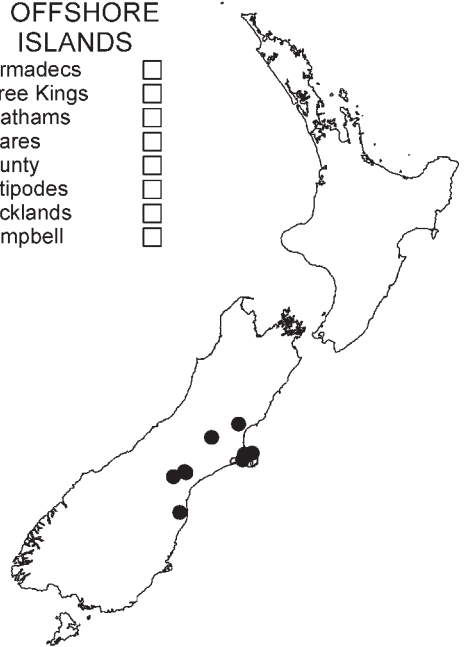 OFFSHORE
ISLANDS
rmadecs
ree Kings
athams
ares
unty
tipodes
cklands
mpbell